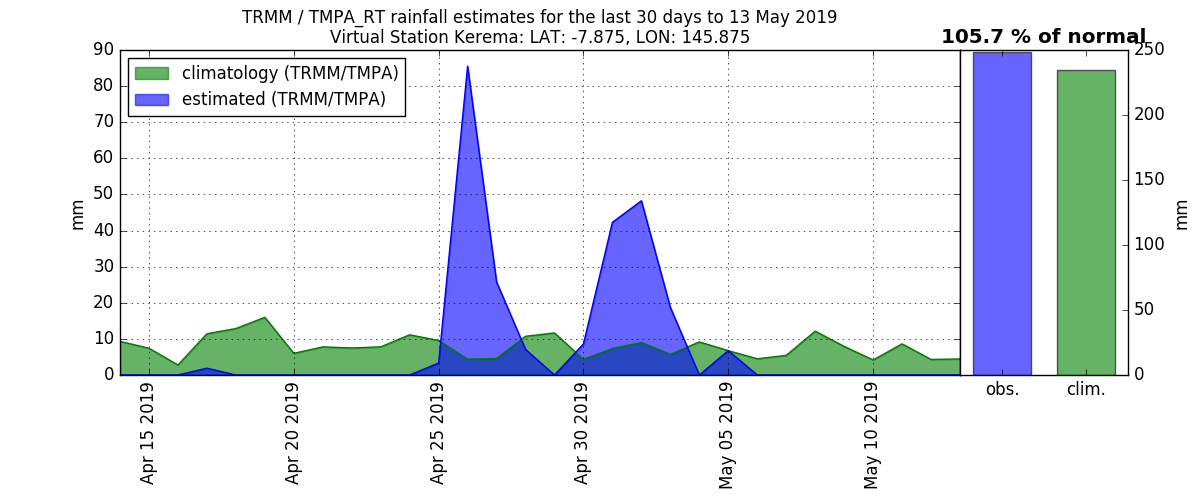 TRMM / TMPA_RT rainfall estimates for the last 30 days to 13 May 2019
Virtual Station Kerema: LAT: -7.875, LON: 145.875
105.7 % of normal
climatology (TRMM/TMPA)
estimated (TRMM/TMPA)
90
80
70
60
50
40
30
20
10
0
mm
Apr 15 2019
Apr 20 2019
Apr 25 2019
Apr 30 2019
May 05 2019
May 10 2019
obs.
clim.
250
200
150
100
50
0
mm